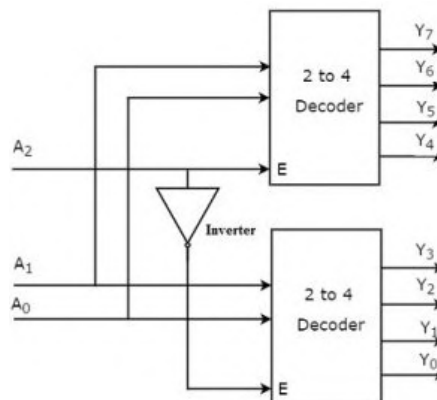 Y7
Y6
2 to 4
Decoder
Y5
Y4
A2
E
Inverter
A1
A0
Y3
Y2
2 to 4
Decoder
Y1
Y0
E